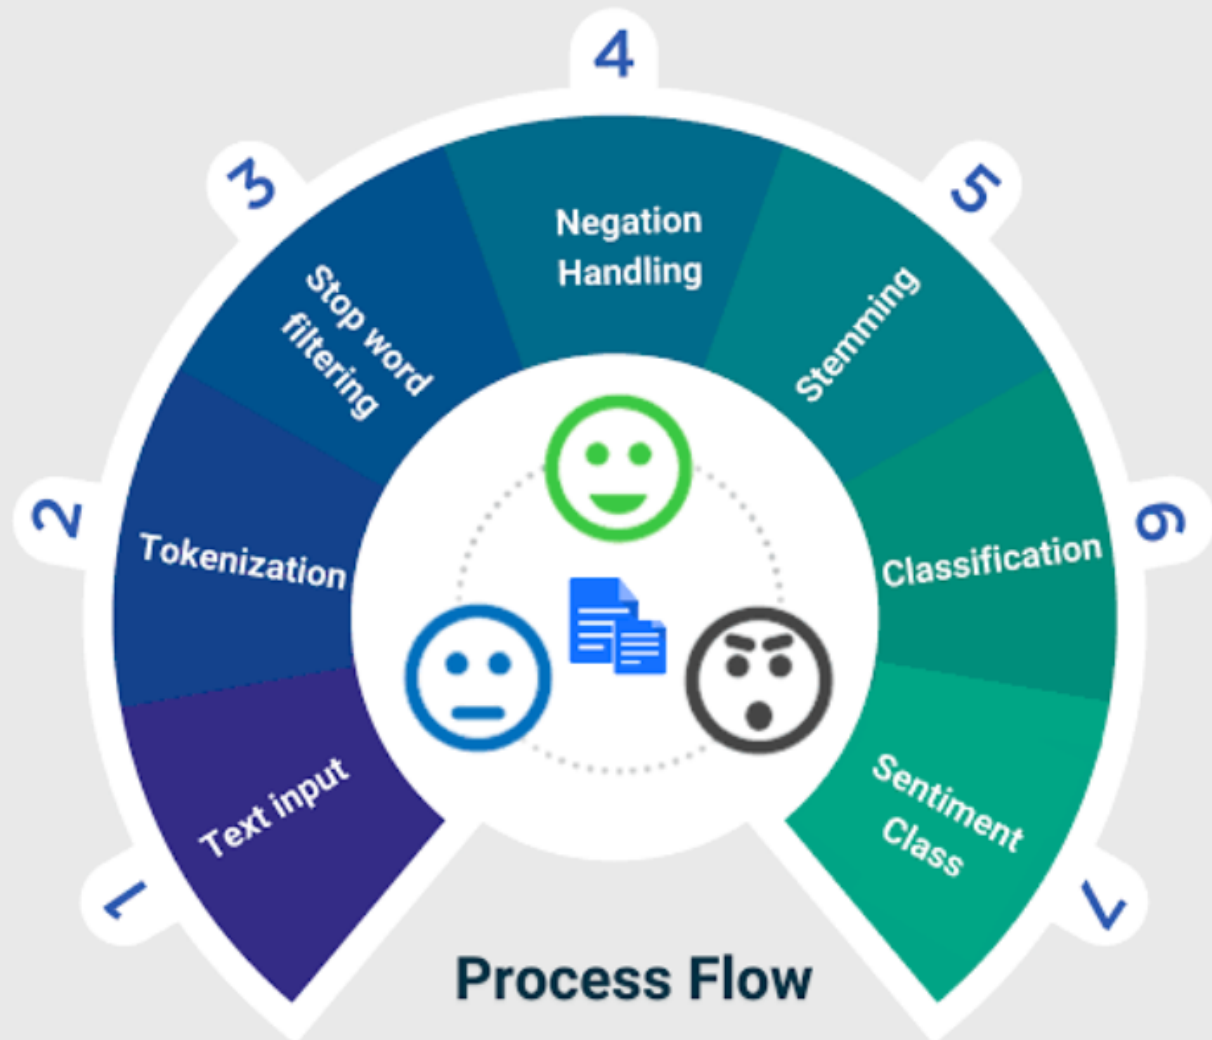 1
Text input
2
Tokenization
3
Stop word
filtering
4
Negation
Handling
5
Stemming
6
Classification
7
Sentiment
Class
Process Flow